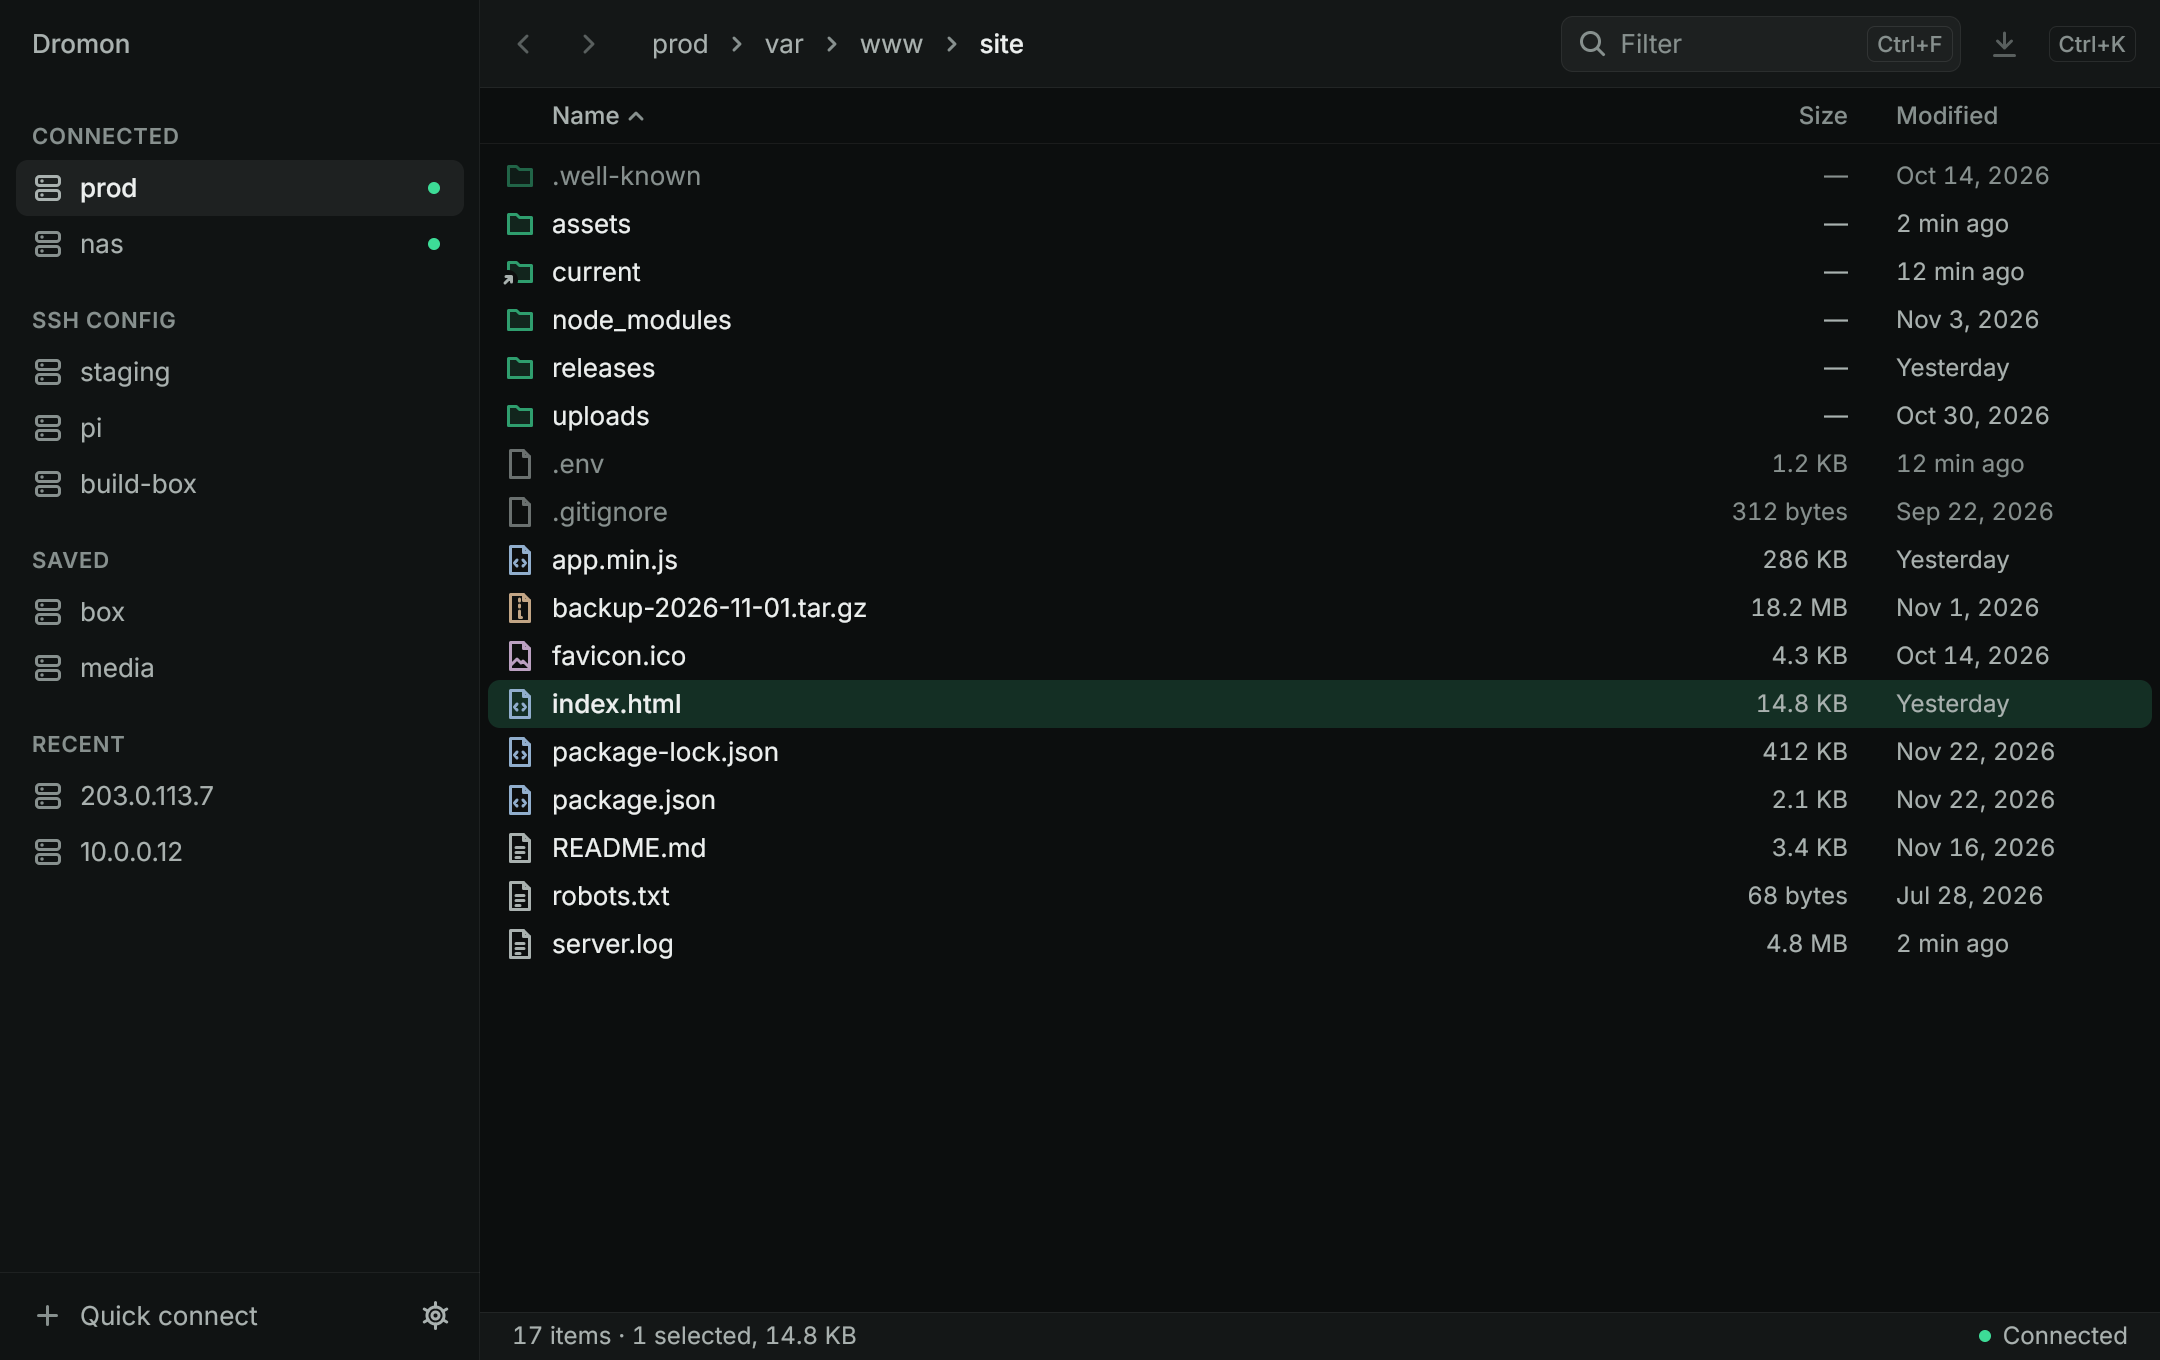 Dromon
CONNECTED
prod
nas
SSH CONFIG
staging
pi
build-box
SAVED
box
media
RECENT
203.0.113.7
10.0.0.12
Quick connect
prod › var › www › site
Filter Ctrl+F
Ctrl+K
Name Size Modified
.well-known — Oct 14, 2026
assets — 2 min ago
current — 12 min ago
node_modules — Nov 3, 2026
releases — Yesterday
uploads — Oct 30, 2026
.env 1.2 KB 12 min ago
.gitignore 312 bytes Sep 22, 2026
app.min.js 286 KB Yesterday
backup-2026-11-01.tar.gz 18.2 MB Nov 1, 2026
favicon.ico 4.3 KB Oct 14, 2026
index.html 14.8 KB Yesterday
package-lock.json 412 KB Nov 22, 2026
package.json 2.1 KB Nov 22, 2026
README.md 3.4 KB Nov 16, 2026
robots.txt 68 bytes Jul 28, 2026
server.log 4.8 MB 2 min ago
17 items · 1 selected, 14.8 KB
Connected